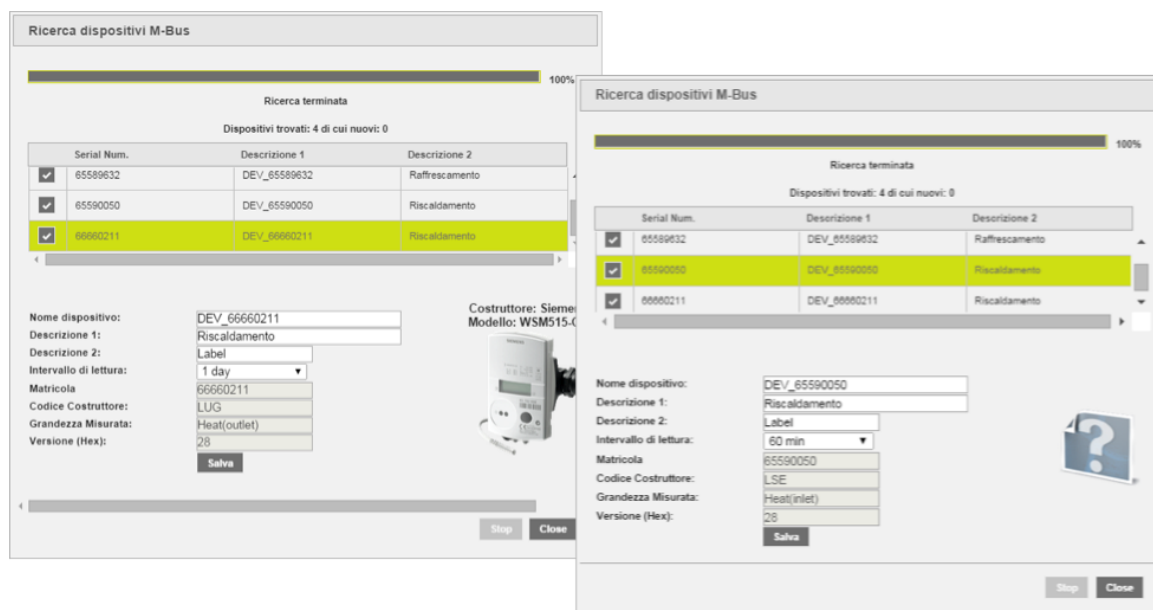 Ricerca dispositivi M-Bus
100%
Ricerca terminata
Dispositivi trovati: 4 di cui nuovi: 0
Serial Num. Descrizione 1 Descrizione 2
65589632 DEV_65589632 Raffrescamento
65590050 DEV_65590050 Riscaldamento
66660211 DEV_66660211 Riscaldamento
Nome dispositivo: DEV_66660211
Descrizione 1: Riscaldamento
Descrizione 2: Label
Intervallo di lettura: 1 day
Matricola 66660211
Codice Costruttore: LUG
Grandezza Misurata: Heat(outlet)
Versione (Hex): 28
Salva
Costruttore: Sieme
Modello: WSM515-
Stop Close
Ricerca dispositivi M-Bus
100%
Ricerca terminata
Dispositivi trovati: 4 di cui nuovi: 0
Serial Num. Descrizione 1 Descrizione 2
65589632 DEV_65589632 Raffrescamento
65590050 DEV_65590050 Riscaldamento
66660211 DEV_66660211 Riscaldamento
Nome dispositivo: DEV_65590050
Descrizione 1: Riscaldamento
Descrizione 2: Label
Intervallo di lettura: 60 min
Matricola 65590050
Codice Costruttore: LSE
Grandezza Misurata: Heat(inlet)
Versione (Hex): 28
Salva
Stop Close